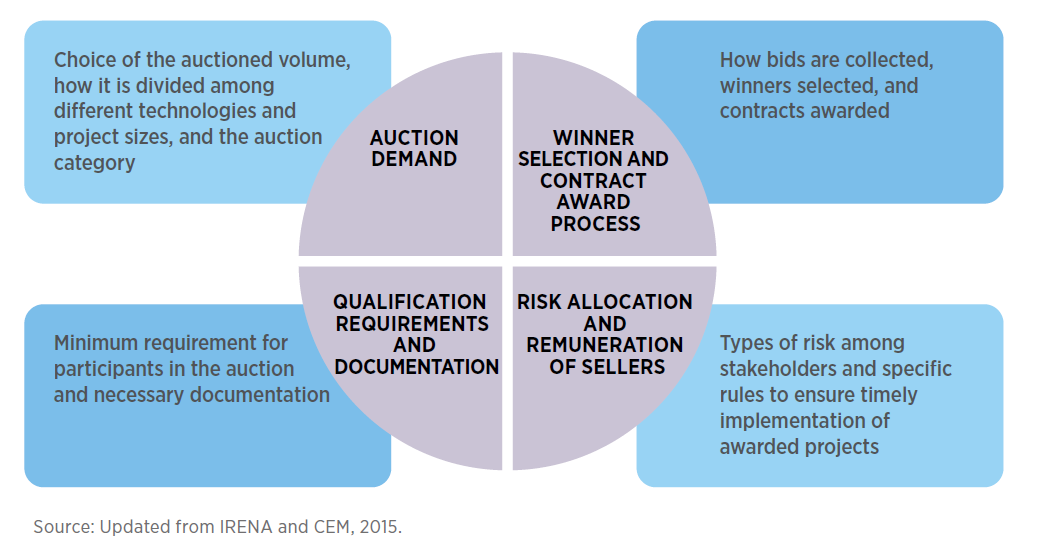 Choice of the auctioned volume,
how it is divided among
different technologies and
project sizes, and the auction
category
AUCTION
DEMAND
WINNER
SELECTION AND
CONTRACT
AWARD
PROCESS
How bids are collected,
winners selected, and
contracts awarded
Minimum requirement for
participants in the auction
and necessary documentation
QUALIFICATION
REQUIREMENTS
AND
DOCUMENTATION
RISK ALLOCATION
AND
REMUNERATION
OF SELLERS
Types of risk among
stakeholders and specific
rules to ensure timely
implementation of
awarded projects
Source: Updated from IRENA and CEM, 2015.